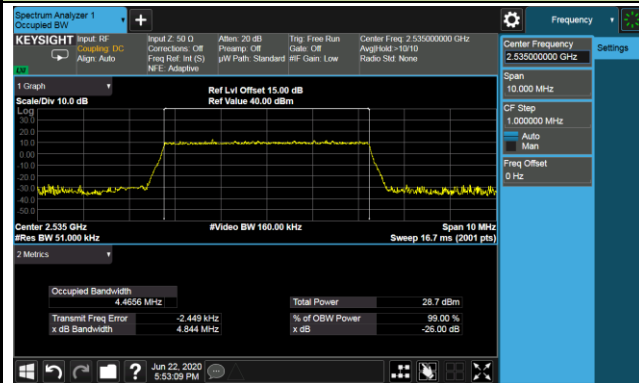 Spectrum Analyzer 1
Occupied BW
Frequency
KEYSIGHT
Input: RF
Coupling: DC
Align: Auto
Input Z: 50 Ω
Corrections: Off
Freq Ref: Int (S)
NFE: Adaptive
Atten: 20 dB
Preamp: Off
µW Path: Standard
Trig: Free Run
Gate: Off
#IF Gain: Low
Center Freq: 2.535000000 GHz
Avg|Hold:>10/10
Radio Std: None
LW
1 Graph
Scale/Div 10.0 dB
Ref Lvl Offset 15.00 dB
Ref Value 40.00 dBm
Log
30.0
20.0
10.0
0.00
-10.0
-20.0
-30.0
-40.0
-50.0
Center 2.535 GHz
#Res BW 51.000 kHz
#Video BW 160.00 kHz
Span 10 MHz
Sweep 16.7 ms (2001 pts)
2 Metrics
Occupied Bandwidth
4.4656 MHz
Transmit Freq Error -2.449 kHz
x dB Bandwidth 4.844 MHz
Total Power 28.7 dBm
% of OBW Power 99.00 %
x dB -26.00 dB
Jun 22, 2020
5:53:09 PM
Center Frequency
2.535000000 GHz
Span
10.000 MHz
CF Step
1.000000 MHz
Auto
Man
Freq Offset
0 Hz
Settings